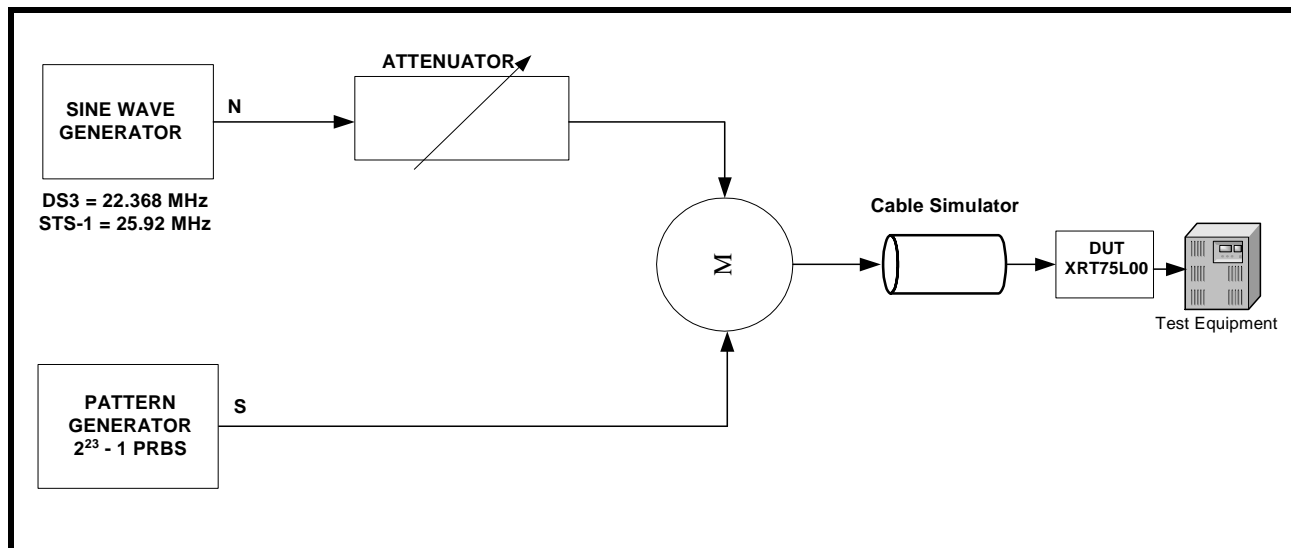 SINE WAVE
GENERATOR
N
DS3 = 22.368 MHz
STS-1 = 25.92 MHz
ATTENUATOR
M
Cable Simulator
DUT
XRT75L00
Test Equipment
PATTERN
GENERATOR
2²³ - 1 PRBS
S